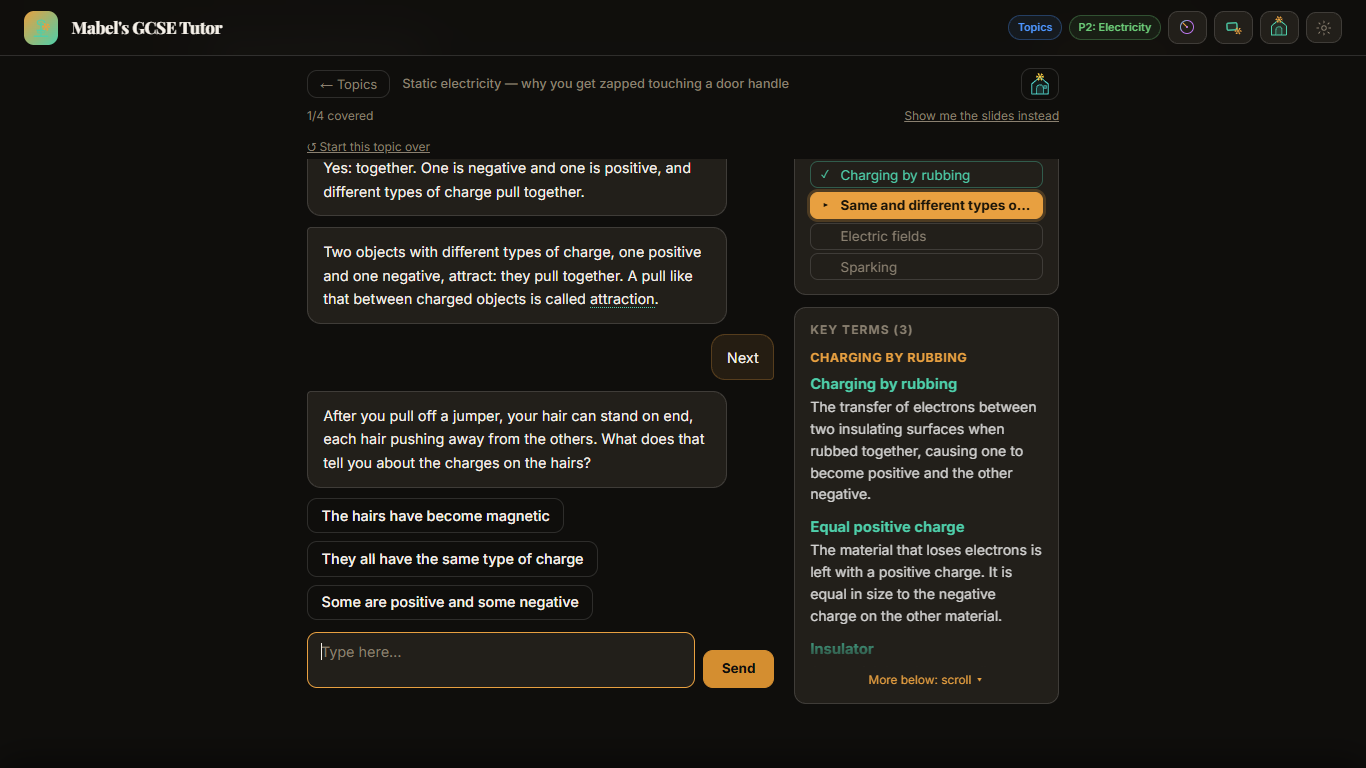 Mabel's GCSE Tutor
Topics
P2: Electricity
← Topics
Static electricity — why you get zapped touching a door handle
1/4 covered
Show me the slides instead
↺ Start this topic over
Yes: together. One is negative and one is positive, and
different types of charge pull together.
Two objects with different types of charge, one positive
and one negative, attract: they pull together. A pull like
that between charged objects is called attraction.
Next
After you pull off a jumper, your hair can stand on end,
each hair pushing away from the others. What does that
tell you about the charges on the hairs?
The hairs have become magnetic
They all have the same type of charge
Some are positive and some negative
Type here...
Send
✓ Charging by rubbing
▸ Same and different types o...
Electric fields
Sparking
KEY TERMS (3)
CHARGING BY RUBBING
Charging by rubbing
The transfer of electrons between
two insulating surfaces when
rubbed together, causing one to
become positive and the other
negative.
Equal positive charge
The material that loses electrons is
left with a positive charge. It is
equal in size to the negative
charge on the other material.
Insulator
More below: scroll ▾